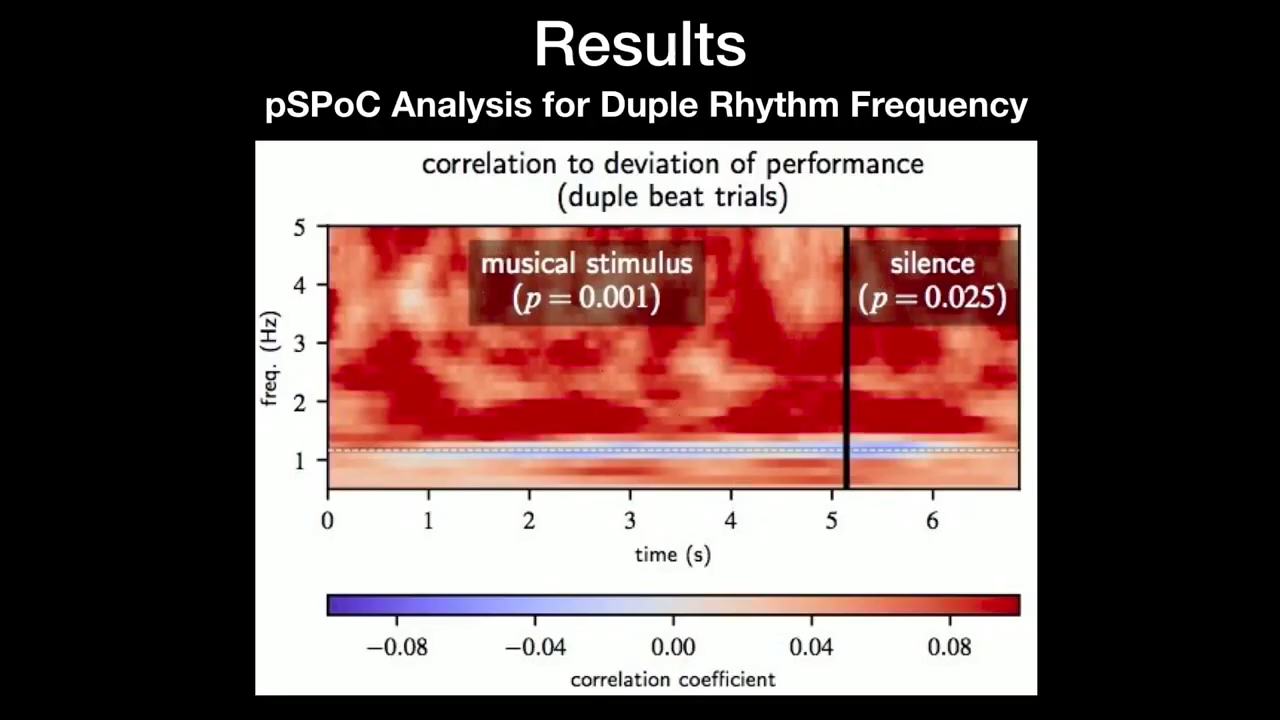 Results
pSPoC Analysis for Duple Rhythm Frequency
correlation to deviation of performance
(duple beat trials)
musical stimulus
(p = 0.001)
silence
(p = 0.025)
freq. (Hz)
5
4
3
2
1
0 1 2 3 4 5 6
time (s)
−0.08 −0.04 0.00 0.04 0.08
correlation coefficient